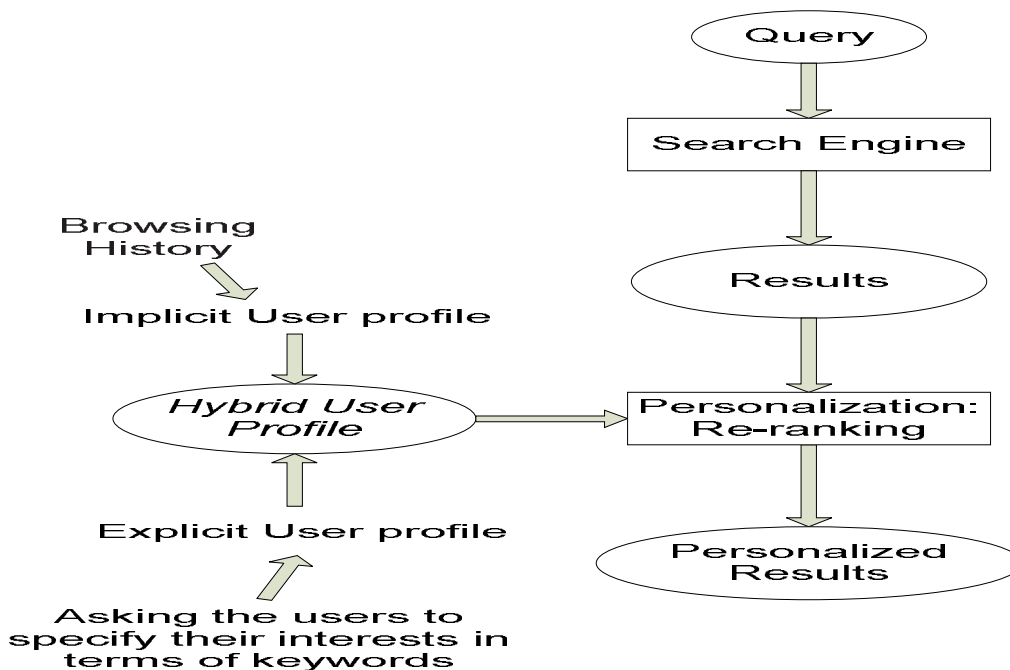 Query
Search Engine
Browsing
History
Results
Implicit User profile
Hybrid User
Profile
Personalization:
Re-ranking
Explicit User profile
Personalized
Results
Asking the users to
specify their interests in
terms of keywords